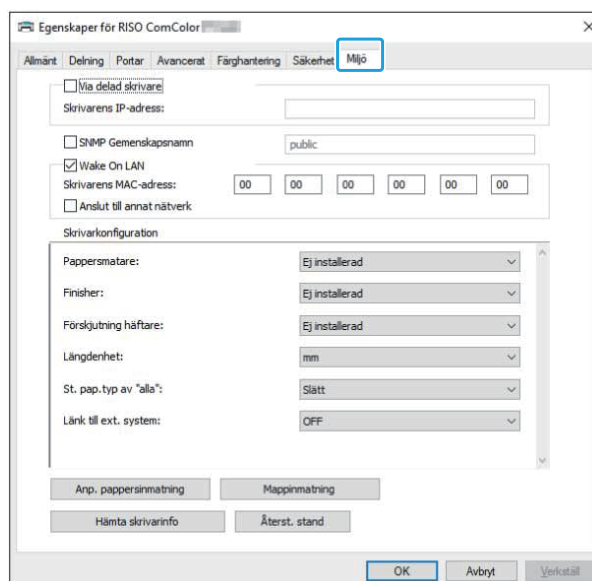 Egenskaper för RISO ComColor
Allmänt Delning Portar Avancerat Färghantering Säkerhet Miljö
Via delad skrivare
Skrivarens IP-adress:
SNMP Gemenskapsnamn public
Wake On LAN
Skrivarens MAC-adress: 00 00 00 00 00 00
Anslut till annat nätverk
Skrivarkonfiguration
Pappersmatare: Ej installerad
Finisher: Ej installerad
Förskjutning häftare: Ej installerad
Längdenhet: mm
St. pap.typ av "alla": Slätt
Länk till ext. system: OFF
Anp. pappersinmatning Mappinmatning
Hämta skrivarinfo Återst. stand
OK Avbryt Verkställ